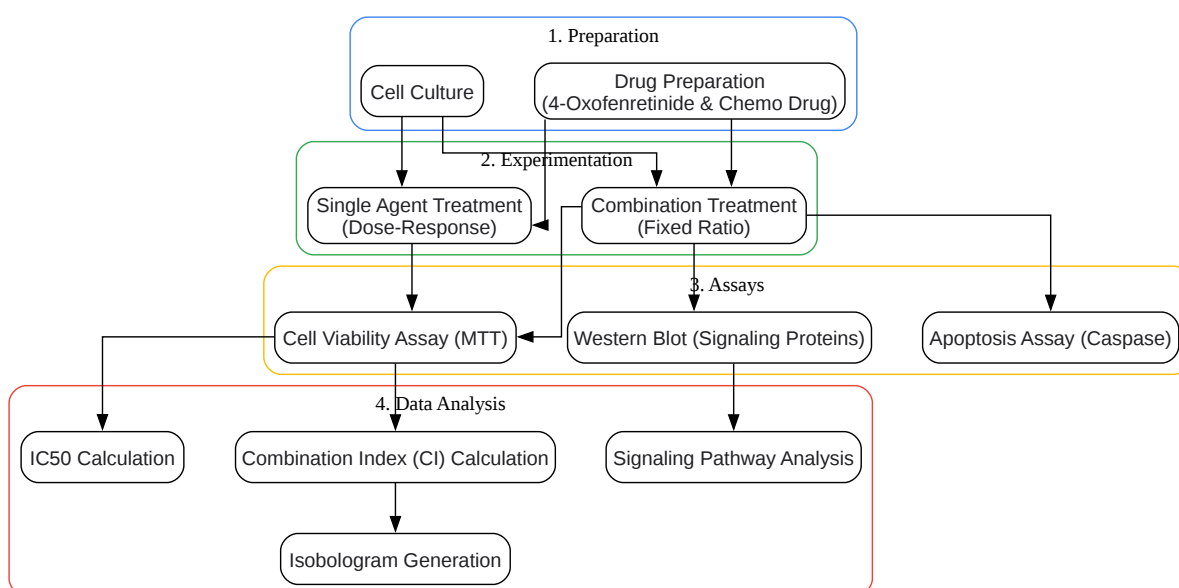 1. Preparation
Cell Culture
Drug Preparation
(4-Oxofenretinide & Chemo Drug)
2. Experimentation
Single Agent Treatment
(Dose-Response)
Combination Treatment
(Fixed Ratio)
3. Assays
Cell Viability Assay (MTT)
Western Blot (Signaling Proteins)
Apoptosis Assay (Caspase)
4. Data Analysis
IC50 Calculation
Combination Index (CI) Calculation
Signaling Pathway Analysis
Isobologram Generation